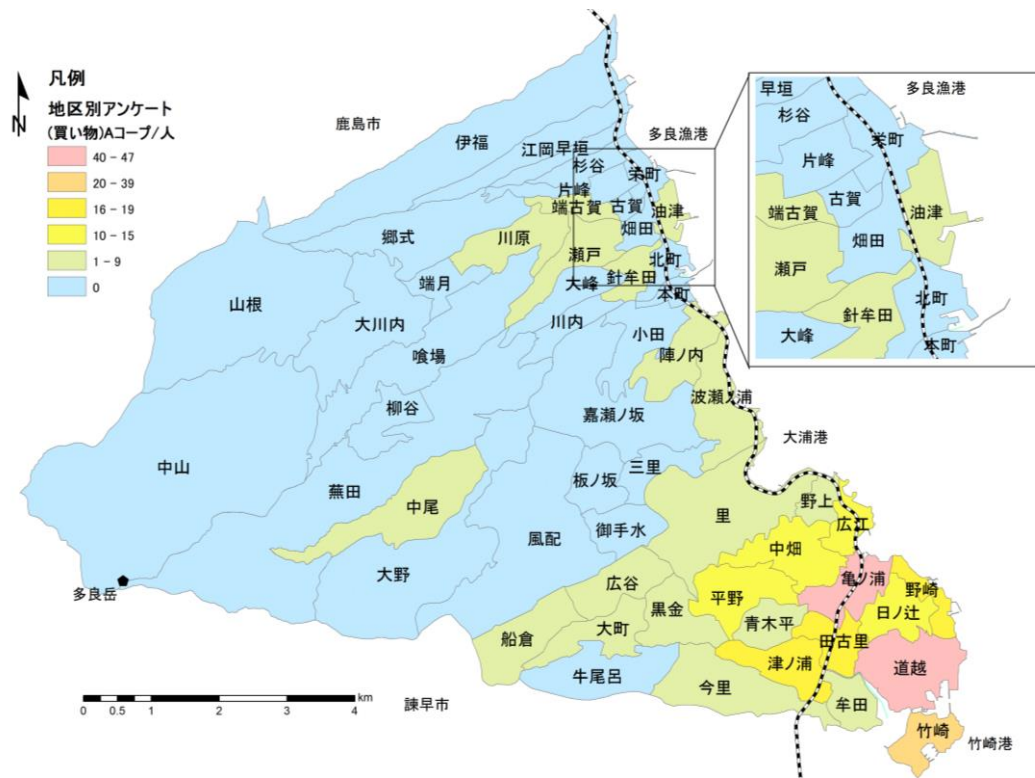 凡例
地区別アンケート
(買い物)Aコープ/人
40 - 47
20 - 39
16 - 19
10 - 15
1 - 9
0
N
鹿島市
多良漁港
伊福
江岡
早垣
杉谷
栄町
片峰
端古賀
古賀
油津
畑田
郷式
川原
瀬戸
北町
針牟田
端月
大峰
本町
山根
大川内
川内
小田
喰場
陣ノ内
柳谷
嘉瀬ノ坂
波瀬ノ浦
大浦港
中山
三里
板ノ坂
蕪田
中尾
野上
里
広江
風配
御手水
中畑
大野
亀ノ浦
野崎
広谷
平野
日ノ辻
多良岳
黒金
青木平
大町
田古里
船倉
津ノ浦
道越
牛尾呂
今里
牟田
竹崎
竹崎港
諫早市
0 0.5 1 2 3 4
km
早垣
多良漁港
杉谷
栄町
片峰
端古賀
古賀
油津
畑田
瀬戸
北町
針牟田
大峰
本町